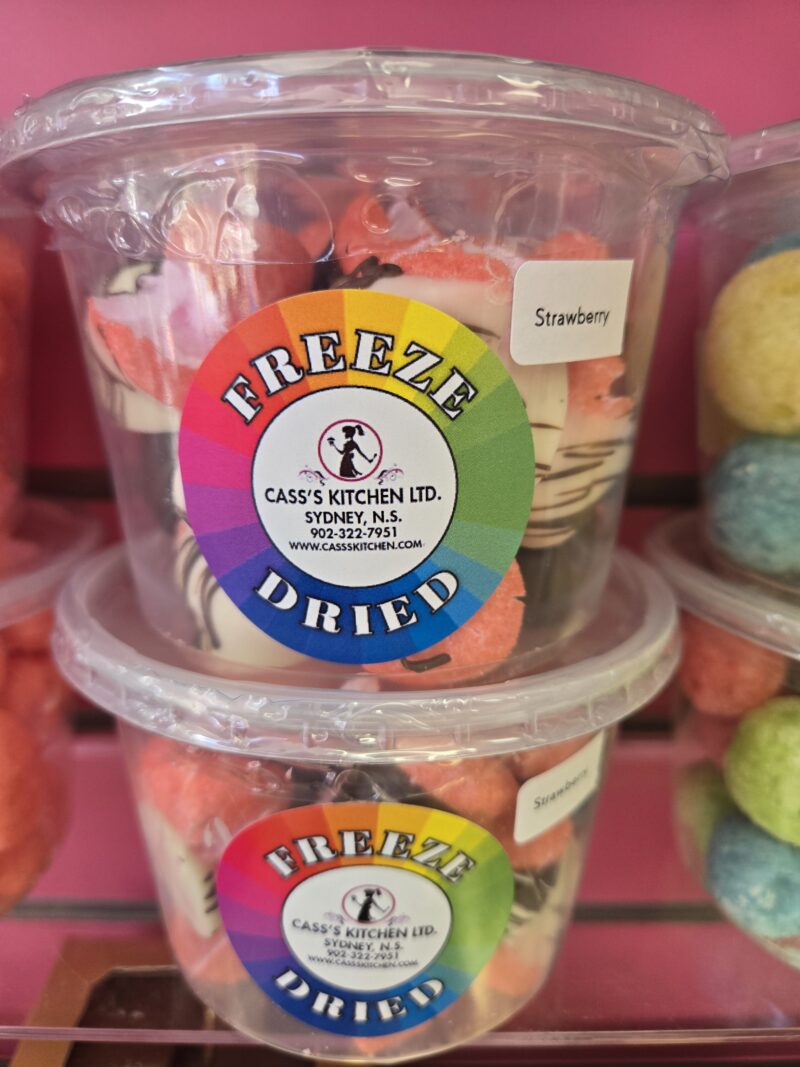 FREEZE
Strawberry
CASS'S KITCHEN LTD.
SYDNEY, N.S.
902-322-7951
WWW.CASSSKITCHEN.COM
DRIED
Strawberry
FREEZE
CASS'S KITCHEN LTD.
SYDNEY, N.S.
902-322-7951
WWW.CASSSKITCHEN.COM
DRIED